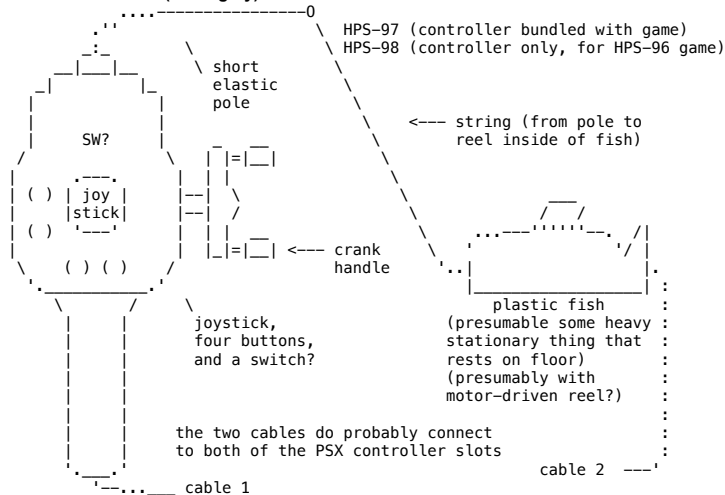 HPS-97 (controller bundled with game)
HPS-98 (controller only, for HPS-96 game)
short
elastic
pole
<--- string (from pole to
reel inside of fish)
SW?
joy
stick
<--- crank
handle
joystick,
four buttons,
and a switch?
plastic fish
(presumable some heavy
stationary thing that
rests on floor)
(presumably with
motor-driven reel?)
the two cables do probably connect
to both of the PSX controller slots
cable 2
cable 1